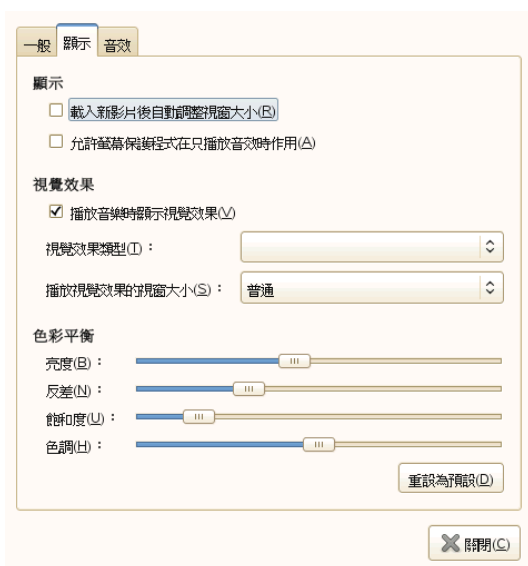 一般 顯示 音效
顯示
載入新影片後自動調整視窗大小(R)
允許螢幕保護程式在只播放音效時作用(A)
視覺效果
播放音樂時顯示視覺效果(V)
視覺效果類型(T)：
播放視覺效果的視窗大小(S)： 普通
色彩平衡
亮度(B)：
反差(N)：
飽和度(U)：
色調(H)：
重設為預設(D)
關閉(C)